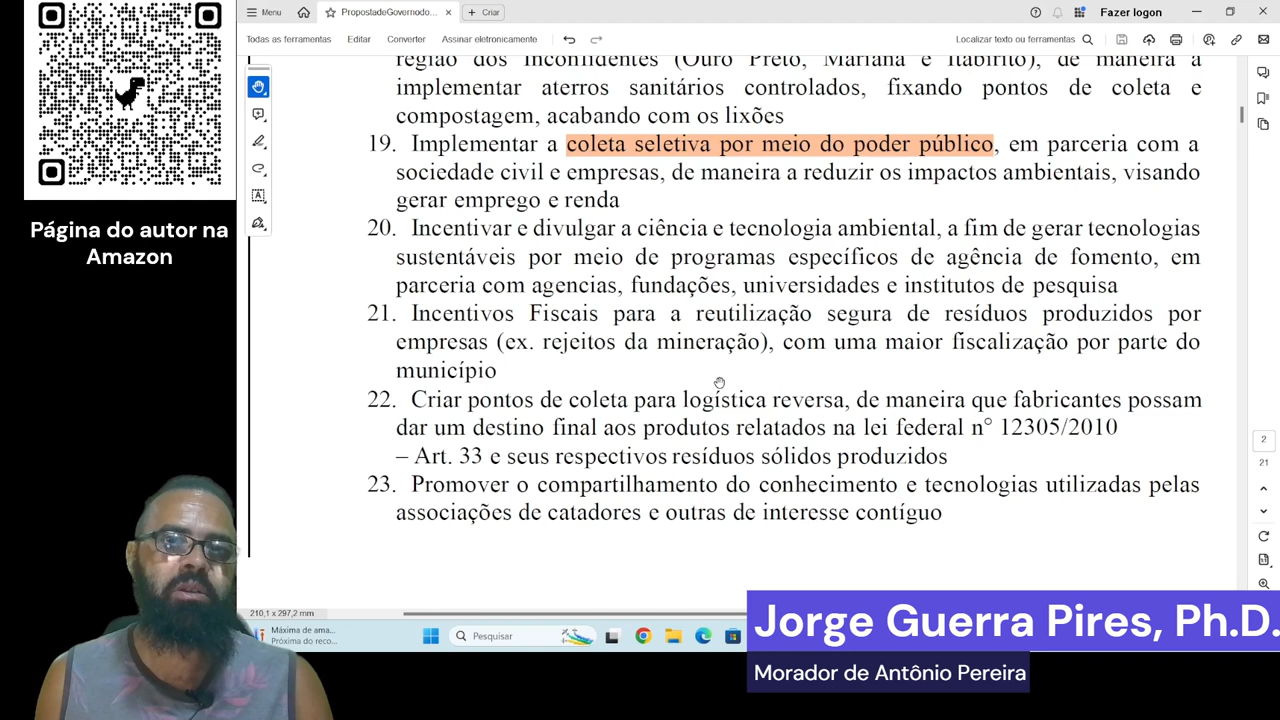 Página do autor na
Amazon
Menu
PropostadeGovernodo...
Criar
Fazer logon
Todas as ferramentas
Editar
Converter
Assinar eletronicamente
Localizar texto ou ferramentas
região dos Inconfidentes (Ouro Preto, Mariana e Itabirito), de maneira a
implementar aterros sanitários controlados, fixando pontos de coleta e
compostagem, acabando com os lixões
19. Implementar a coleta seletiva por meio do poder público, em parceria com a
sociedade civil e empresas, de maneira a reduzir os impactos ambientais, visando
gerar emprego e renda
20. Incentivar e divulgar a ciência e tecnologia ambiental, a fim de gerar tecnologias
sustentáveis por meio de programas específicos de agência de fomento, em
parceria com agencias, fundações, universidades e institutos de pesquisa
21. Incentivos Fiscais para a reutilização segura de resíduos produzidos por
empresas (ex. rejeitos da mineração), com uma maior fiscalização por parte do
município
22. Criar pontos de coleta para logística reversa, de maneira que fabricantes possam
dar um destino final aos produtos relatados na lei federal n° 12305/2010
– Art. 33 e seus respectivos resíduos sólidos produzidos
23. Promover o compartilhamento do conhecimento e tecnologias utilizadas pelas
associações de catadores e outras de interesse contíguo
2
21
210,1 x 297,2 mm
Máxima de ama...
Próxima do reco...
Pesquisar
Jorge Guerra Pires, Ph.D.
Morador de Antônio Pereira